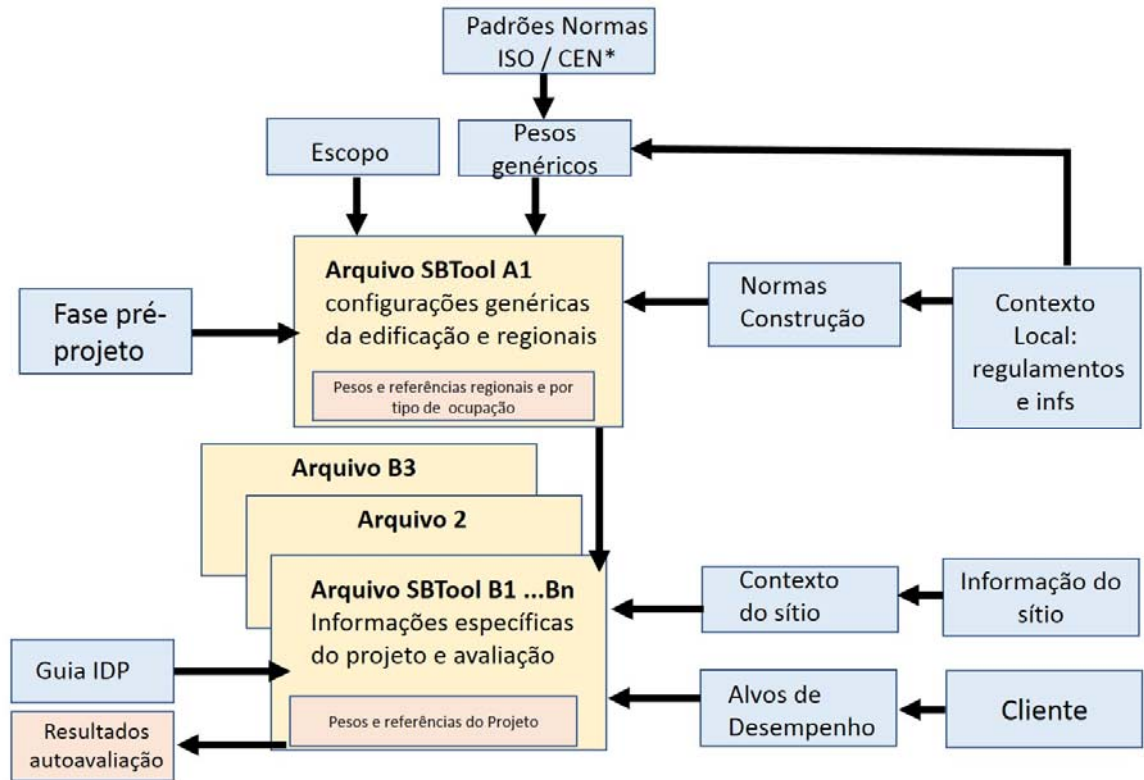 Padrões Normas
ISO / CEN*
Escopo
Pesos
genéricos
Arquivo SBTool A1
configurações genéricas
da edificação e regionais
Pesos e referências regionais e por
tipo de ocupação
Fase pré-
projeto
Normas
Construção
Contexto
Local:
regulamentos
e infs
Arquivo B3
Arquivo 2
Arquivo SBTool B1 ...Bn
Informações específicas
do projeto e avaliação
Pesos e referências do Projeto
Contexto
do sítio
Informação do
sítio
Guia IDP
Resultados
autoavaliação
Alvos de
Desempenho
Cliente